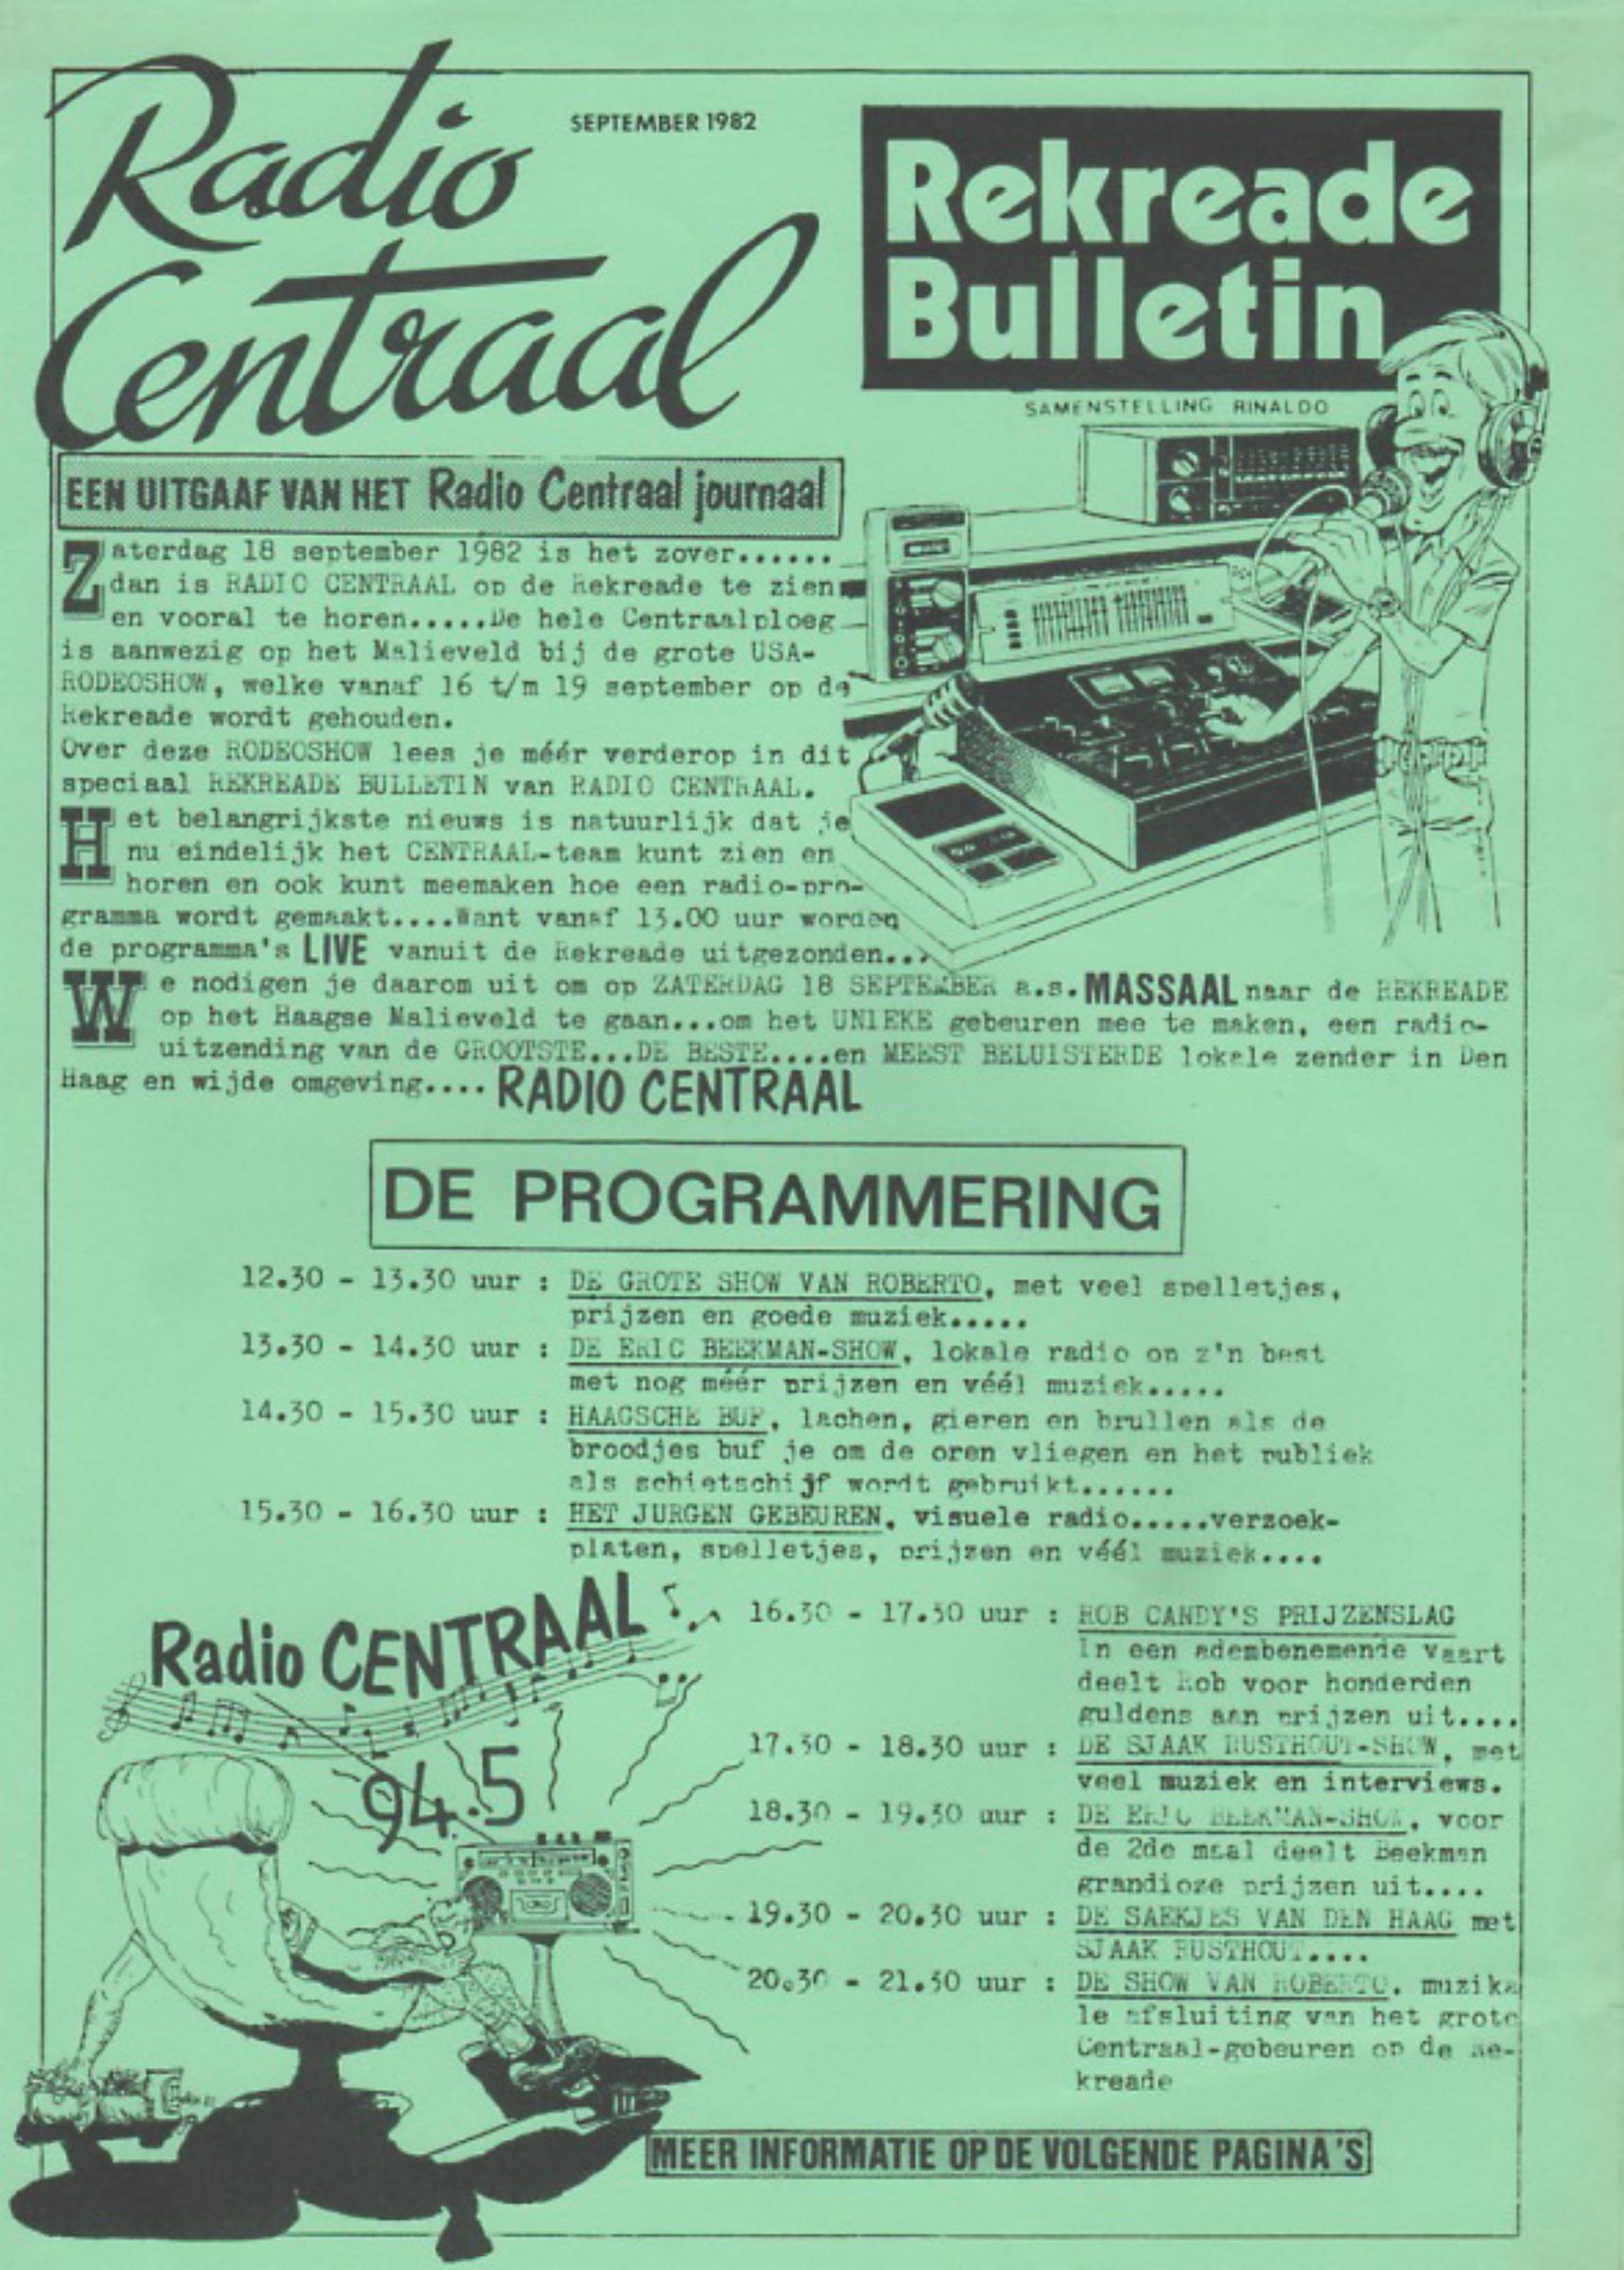 Radio
Centraal
SEPTEMBER 1982
Rekreade
Bulletin
SAMENSTELLING RINALDO
EEN UITGAAF VAN HET Radio Centraal journaal
Zaterdag 18 september 1982 is het zover......
dan is RADIO CENTRAAL op de Rekreade te zien
en vooral te horen.....De hele Centraalploeg
is aanwezig op het Malieveld bij de grote USA-
RODEOSHOW, welke vanaf 16 t/m 19 september op de
Rekreade wordt gehouden.
Over deze RODEOSHOW lees je méér verderop in dit
speciaal REKREADE BULLETIN van RADIO CENTRAAL.
Het belangrijkste nieuws is natuurlijk dat je
nu eindelijk het CENTRAAL-team kunt zien en
horen en ook kunt meemaken hoe een radio-pro-
gramma wordt gemaakt....Want vanaf 13.00 uur worden
de programma's LIVE vanuit de Rekreade uitgezonden...
We nodigen je daarom uit om op ZATERDAG 18 SEPTEMBER a.s. MASSAAL naar de REKREADE
op het Haagse Malieveld te gaan...om het UNIEKE gebeuren mee te maken, een radio-
uitzending van de GROOTSTE...DE BESTE....en MEEST BELUISTERDE lokale zender in Den
Haag en wijde omgeving.... RADIO CENTRAAL
DE PROGRAMMERING
12.30 - 13.30 uur : DE GROTE SHOW VAN ROBERTO, met veel spelletjes,
prijzen en goede muziek.....
13.30 - 14.30 uur : DE ERIC BEEKMAN-SHOW, lokale radio op z'n best
met nog méér prijzen en véél muziek.....
14.30 - 15.30 uur : HAAGSCHE BUF, lachen, gieren en brullen als de
broodjes buf je om de oren vliegen en het publiek
als schietschijf wordt gebruikt......
15.30 - 16.30 uur : HET JURGEN GEBEUREN, visuele radio.....verzoek-
platen, spelletjes, prijzen en véél muziek....
16.30 - 17.30 uur : ROB CANDY'S PRIJZENSLAG
In een adembenemende vaart
deelt Rob voor honderden
guldens aan prijzen uit....
17.30 - 18.30 uur : DE SJAAK RUSTHOUT-SHOW, met
veel muziek en interviews.
18.30 - 19.30 uur : DE ERIC BEEKMAN-SHOW, voor
de 2de maal deelt Beekman
grandioze prijzen uit....
19.30 - 20.30 uur : DE SAEKJES VAN DEN HAAG met
SJAAK RUSTHOUT....
20.30 - 21.30 uur : DE SHOW VAN ROBERTO, muzika
le afsluiting van het grote
Centraal-gebeuren op de Re-
kreade
Radio CENTRAAL
94.5
MEER INFORMATIE OP DE VOLGENDE PAGINA'S